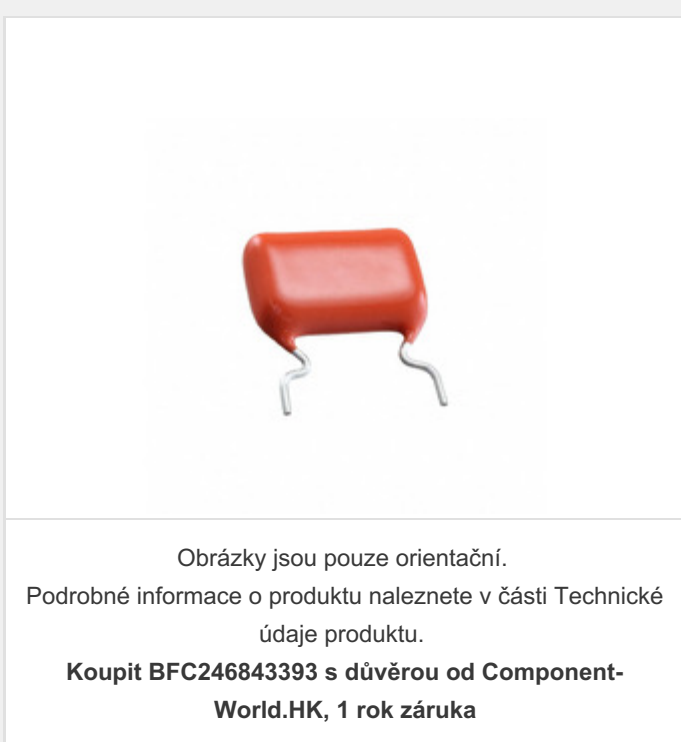 Obrázky jsou pouze orientační.
Podrobné informace o produktu naleznete v části Technické
údaje produktu.
Koupit BFC246843393 s důvěrou od Component-
World.HK, 1 rok záruka